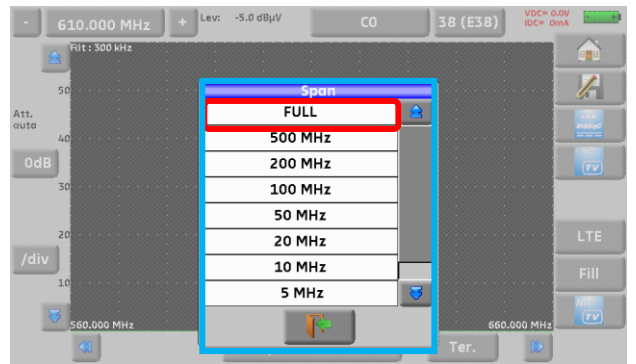 -
610.000 MHz
+
Lev: -5.0 dBµV
C0
38 (E38)
VDC= 0.0V
IDC= 0mA
Filt : 300 kHz
50
Att.
auto
40
0dB
30
20
/div
10
560.000 MHz
660.000 MHz
Span
FULL
500 MHz
200 MHz
100 MHz
50 MHz
20 MHz
10 MHz
5 MHz
TV
LTE
Fill
TV
Ter.